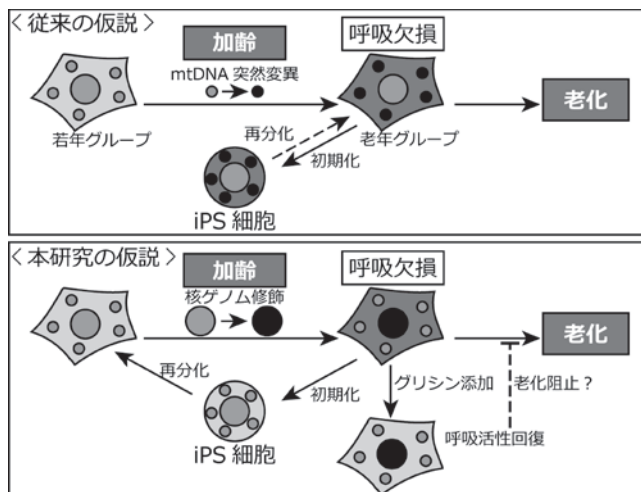 ＜従来の仮説＞
加齢
呼吸欠損
mtDNA 突然変異
老化
若年グループ
老年グループ
再分化
初期化
iPS 細胞
＜本研究の仮説＞
加齢
呼吸欠損
核ゲノム修飾
老化
再分化
初期化
グリシン添加
老化阻止？
iPS 細胞
呼吸活性回復